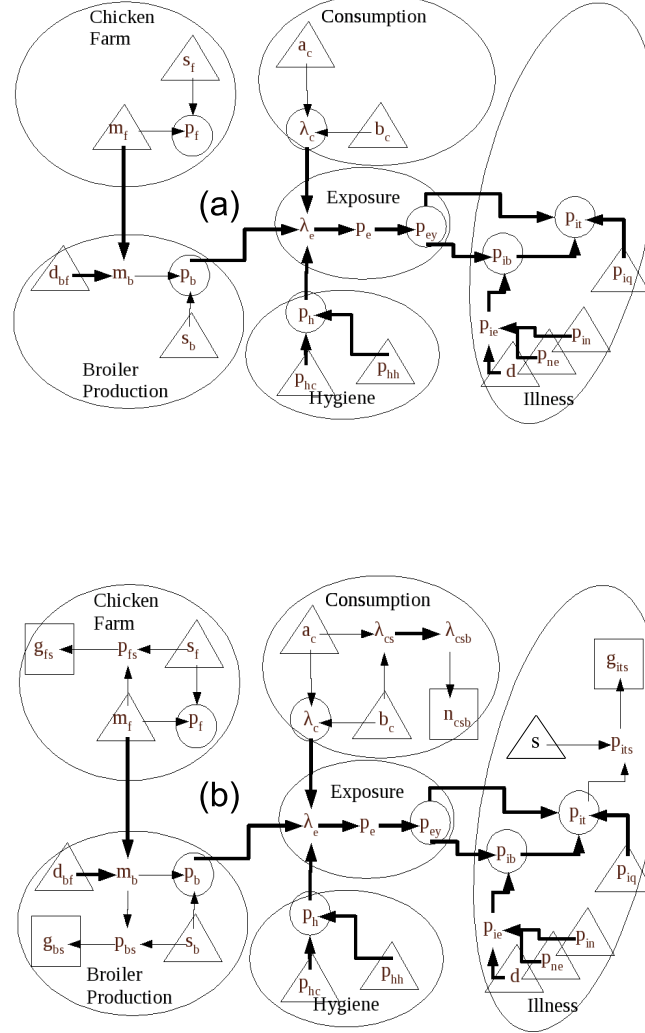 Chicken
Farm
s_f
m_f
p_f
Consumption
a_c
λ_c
b_c
(a)
Exposure
λ_e
p_e
p_ey
p_it
p_ib
p_iq
d_bf
m_b
p_b
s_b
Broiler
Production
p_h
p_hc
p_hh
Hygiene
p_ie
p_in
p_ne
d
Illness
Chicken
Farm
g_fs
p_fs
s_f
m_f
p_f
Consumption
a_c
λ_cs
λ_csb
λ_c
b_c
n_csb
g_its
s
p_its
(b)
Exposure
λ_e
p_e
p_ey
p_it
p_ib
p_iq
d_bf
m_b
p_b
g_bs
p_bs
s_b
Broiler
Production
p_h
p_hc
p_hh
Hygiene
p_ie
p_in
p_ne
d
Illness